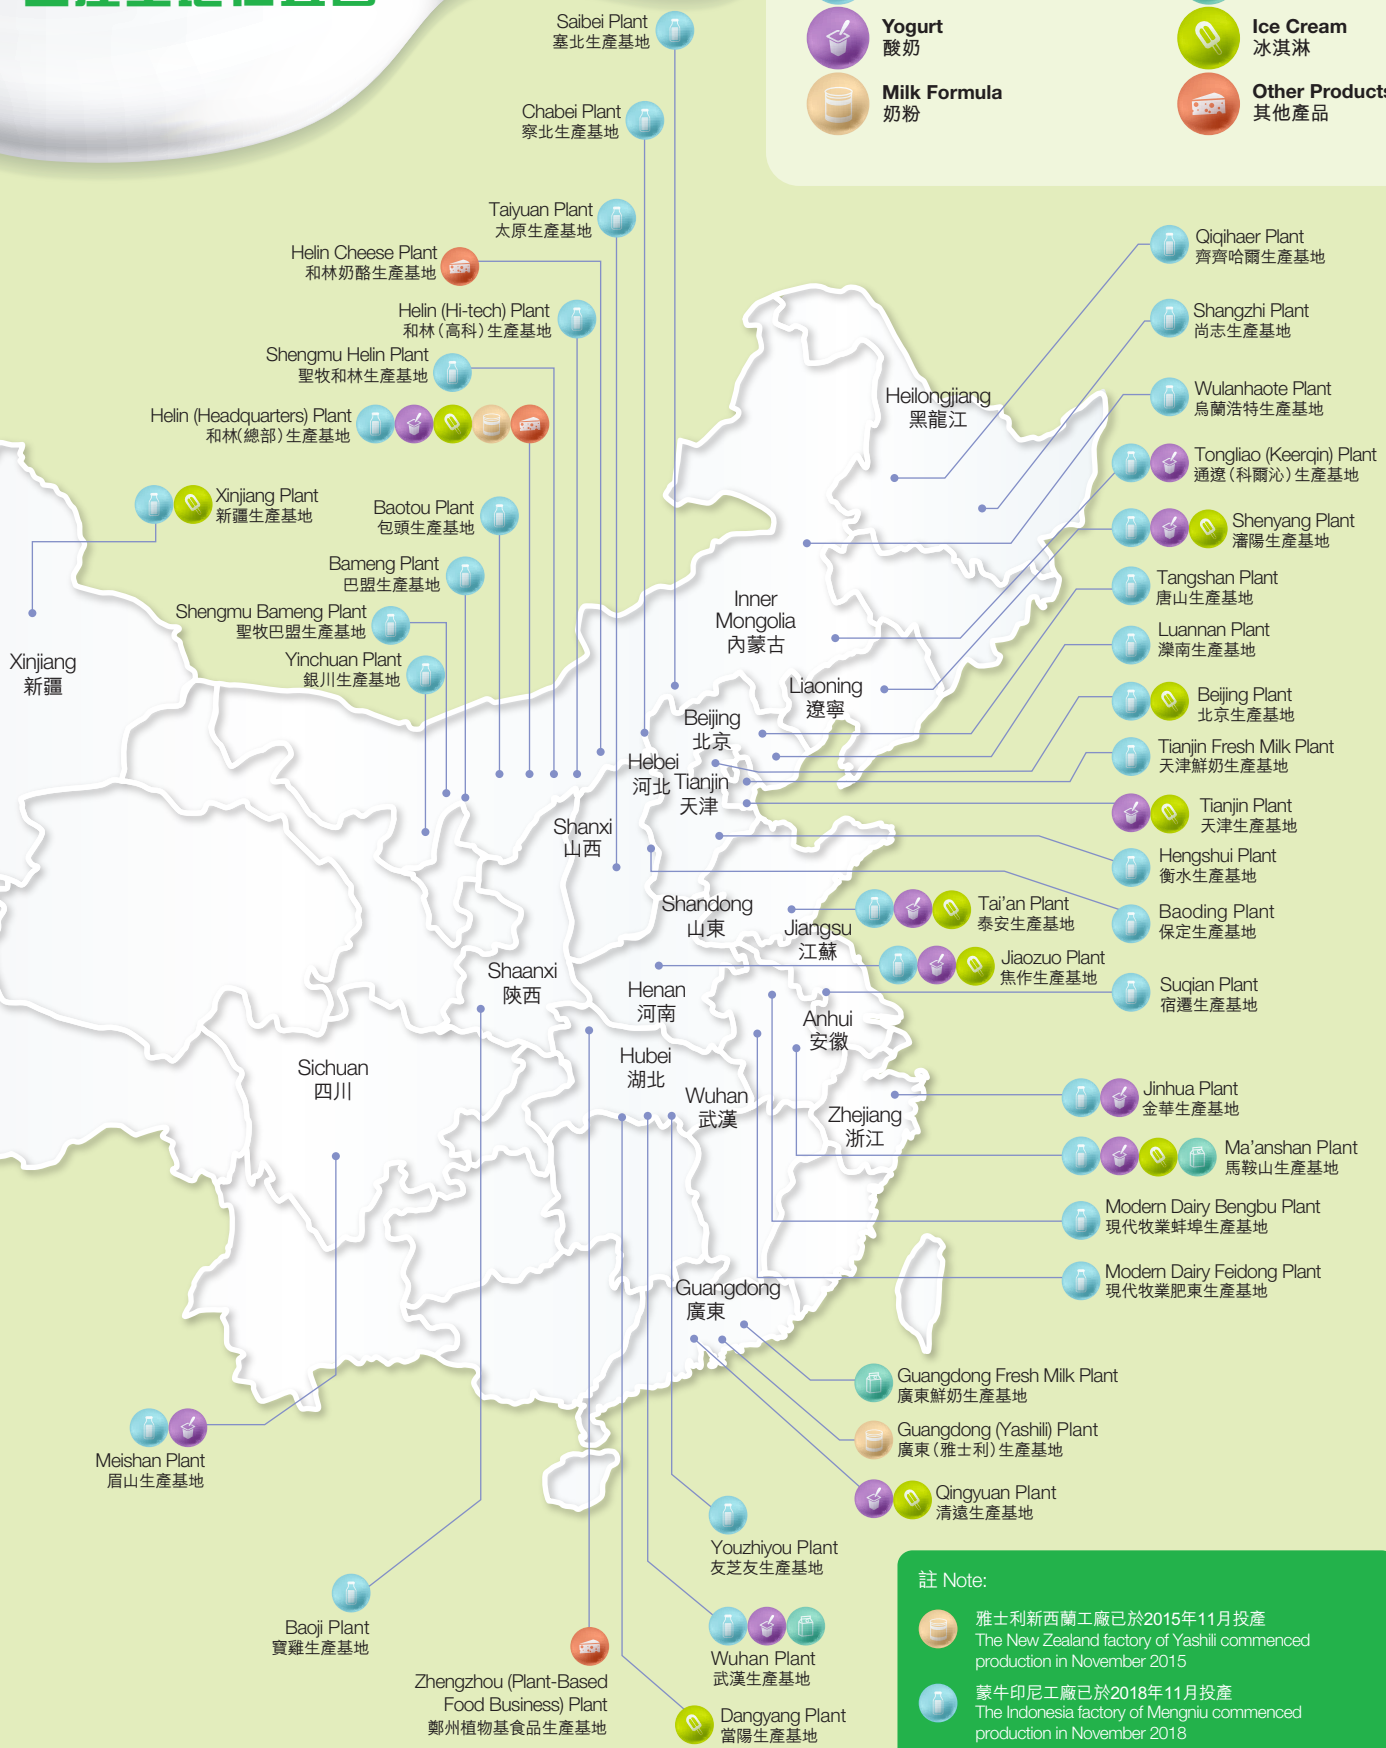 Yogurt
酸奶
Ice Cream
冰淇淋
Milk Formula
奶粉
Other Products
其他產品
Saibei Plant
塞北生產基地
Chabei Plant
察北生產基地
Taiyuan Plant
太原生產基地
Helin Cheese Plant
和林奶酪生產基地
Helin (Hi-tech) Plant
和林（高科）生產基地
Shengmu Helin Plant
聖牧和林生產基地
Helin (Headquarters) Plant
和林(總部)生產基地
Xinjiang Plant
新疆生產基地
Baotou Plant
包頭生產基地
Bameng Plant
巴盟生產基地
Shengmu Bameng Plant
聖牧巴盟生產基地
Yinchuan Plant
銀川生產基地
Qiqihaer Plant
齊齊哈爾生產基地
Shangzhi Plant
尚志生產基地
Wulanhaote Plant
烏蘭浩特生產基地
Tongliao (Keerqin) Plant
通遼（科爾沁）生產基地
Shenyang Plant
瀋陽生產基地
Tangshan Plant
唐山生產基地
Luannan Plant
灤南生產基地
Beijing Plant
北京生產基地
Tianjin Fresh Milk Plant
天津鮮奶生產基地
Tianjin Plant
天津生產基地
Hengshui Plant
衡水生產基地
Baoding Plant
保定生產基地
Tai'an Plant
泰安生產基地
Jiaozuo Plant
焦作生產基地
Suqian Plant
宿遷生產基地
Jinhua Plant
金華生產基地
Ma'anshan Plant
馬鞍山生產基地
Modern Dairy Bengbu Plant
現代牧業蚌埠生產基地
Modern Dairy Feidong Plant
現代牧業肥東生產基地
Heilongjiang
黑龍江
Inner
Mongolia
內蒙古
Xinjiang
新疆
Liaoning
遼寧
Beijing
北京
Hebei
河北
Tianjin
天津
Shanxi
山西
Shandong
山東
Jiangsu
江蘇
Shaanxi
陝西
Henan
河南
Anhui
安徽
Sichuan
四川
Hubei
湖北
Wuhan
武漢
Zhejiang
浙江
Guangdong
廣東
Guangdong Fresh Milk Plant
廣東鮮奶生產基地
Guangdong (Yashili) Plant
廣東（雅士利）生產基地
Qingyuan Plant
清遠生產基地
Meishan Plant
眉山生產基地
Youzhiyou Plant
友芝友生產基地
Baoji Plant
寶雞生產基地
Wuhan Plant
武漢生產基地
Zhengzhou (Plant-Based
Food Business) Plant
鄭州植物基食品生產基地
Dangyang Plant
當陽生產基地
註 Note:
雅士利新西蘭工廠已於2015年11月投產
The New Zealand factory of Yashili commenced
production in November 2015
蒙牛印尼工廠已於2018年11月投產
The Indonesia factory of Mengniu commenced
production in November 2018